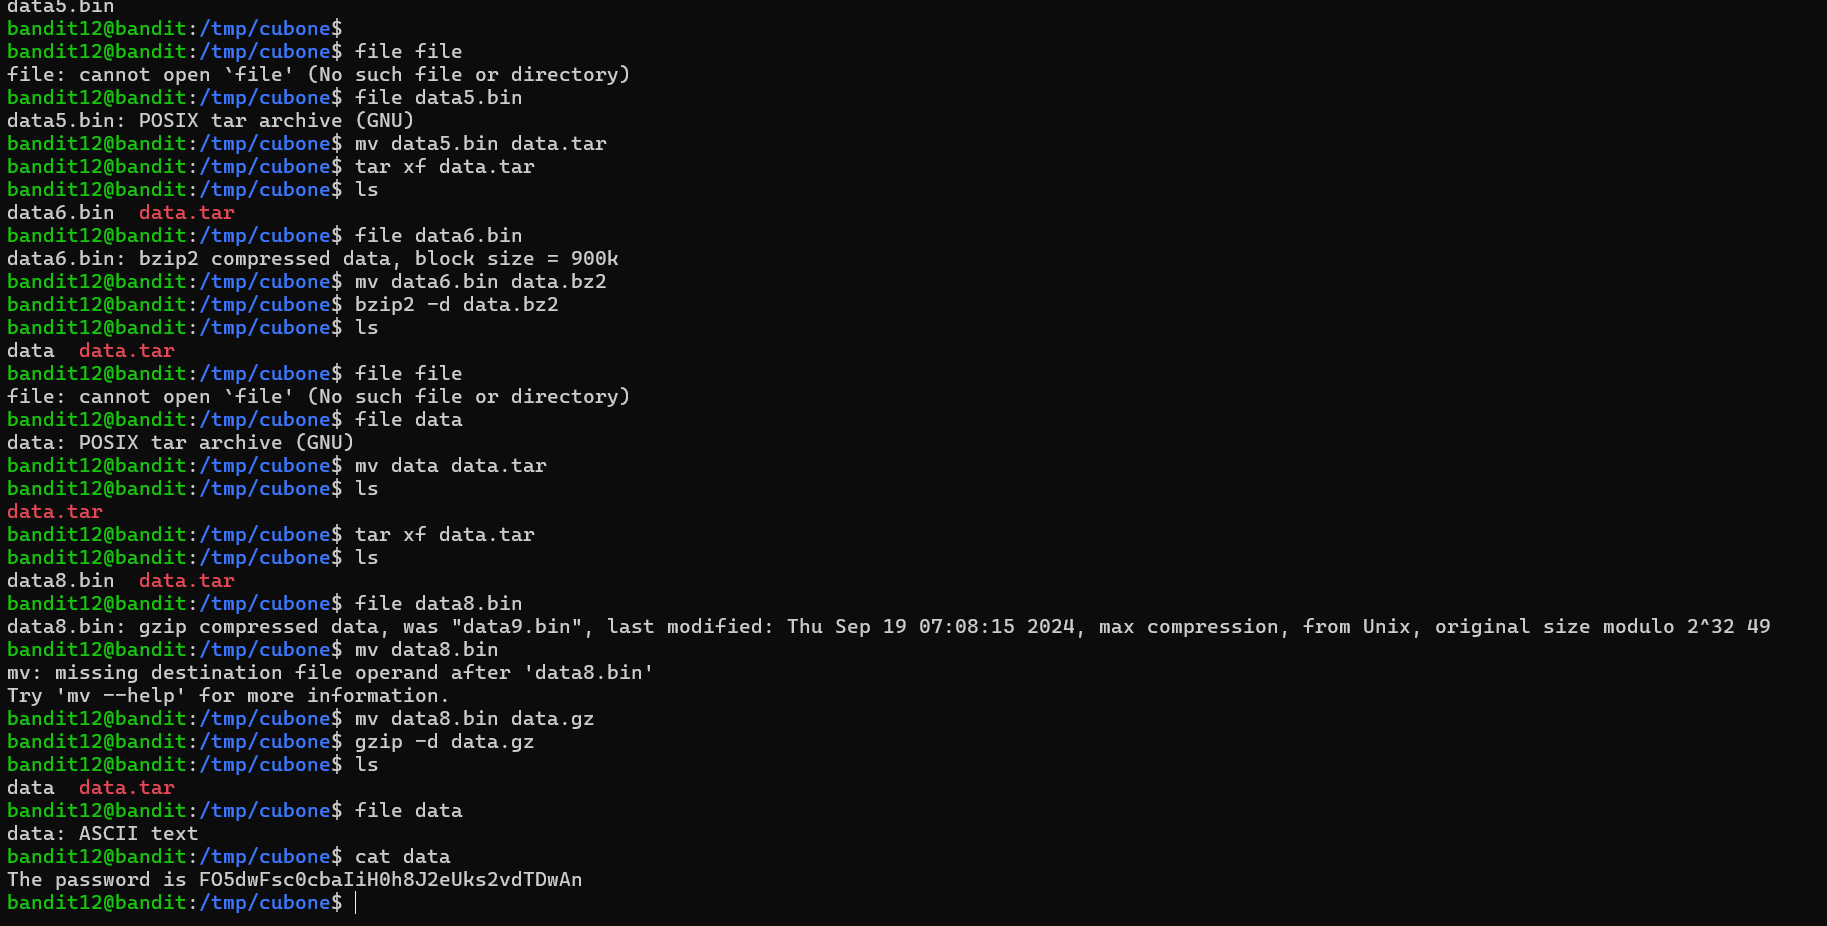 data5.bin
bandit12@bandit:/tmp/cubone$
bandit12@bandit:/tmp/cubone$ file file
file: cannot open `file' (No such file or directory)
bandit12@bandit:/tmp/cubone$ file data5.bin
data5.bin: POSIX tar archive (GNU)
bandit12@bandit:/tmp/cubone$ mv data5.bin data.tar
bandit12@bandit:/tmp/cubone$ tar xf data.tar
bandit12@bandit:/tmp/cubone$ ls
data6.bin  data.tar
bandit12@bandit:/tmp/cubone$ file data6.bin
data6.bin: bzip2 compressed data, block size = 900k
bandit12@bandit:/tmp/cubone$ mv data6.bin data.bz2
bandit12@bandit:/tmp/cubone$ bzip2 -d data.bz2
bandit12@bandit:/tmp/cubone$ ls
data  data.tar
bandit12@bandit:/tmp/cubone$ file file
file: cannot open `file' (No such file or directory)
bandit12@bandit:/tmp/cubone$ file data
data: POSIX tar archive (GNU)
bandit12@bandit:/tmp/cubone$ mv data data.tar
bandit12@bandit:/tmp/cubone$ ls
data.tar
bandit12@bandit:/tmp/cubone$ tar xf data.tar
bandit12@bandit:/tmp/cubone$ ls
data8.bin  data.tar
bandit12@bandit:/tmp/cubone$ file data8.bin
data8.bin: gzip compressed data, was "data9.bin", last modified: Thu Sep 19 07:08:15 2024, max compression, from Unix, original size modulo 2^32 49
bandit12@bandit:/tmp/cubone$ mv data8.bin
mv: missing destination file operand after 'data8.bin'
Try 'mv --help' for more information.
bandit12@bandit:/tmp/cubone$ mv data8.bin data.gz
bandit12@bandit:/tmp/cubone$ gzip -d data.gz
bandit12@bandit:/tmp/cubone$ ls
data  data.tar
bandit12@bandit:/tmp/cubone$ file data
data: ASCII text
bandit12@bandit:/tmp/cubone$ cat data
The password is FO5dwFsc0cbaIiH0h8J2eUks2vdTDwAn
bandit12@bandit:/tmp/cubone$